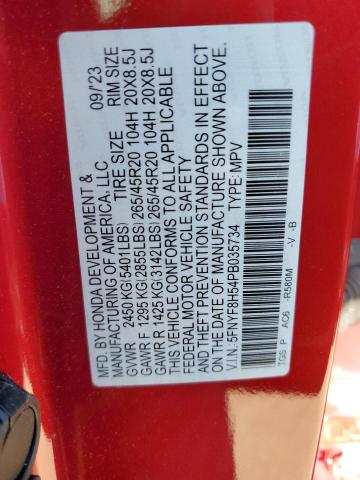 MFD. BY HONDA DEVELOPMENT & 09/'23
MANUFACTURING OF AMERICA, LLC
TIRE SIZE RIM SIZE
GVWR 2450 KG(5401LBS)
GAWR F 1295 KG(2855LBS) 265/45R20 104H 20X8.5J
GAWR R 1425 KG(3142LBS) 265/45R20 104H 20X8.5J
THIS VEHICLE CONFORMS TO ALL APPLICABLE
FEDERAL MOTOR VEHICLE SAFETY
AND THEFT PREVENTION STANDARDS IN EFFECT
ON THE DATE OF MANUFACTURE SHOWN ABOVE.
V.I.N.: 5FNYF8H54PB035734 TYPE: MPV
TGS P AC6 -R580M -V -B